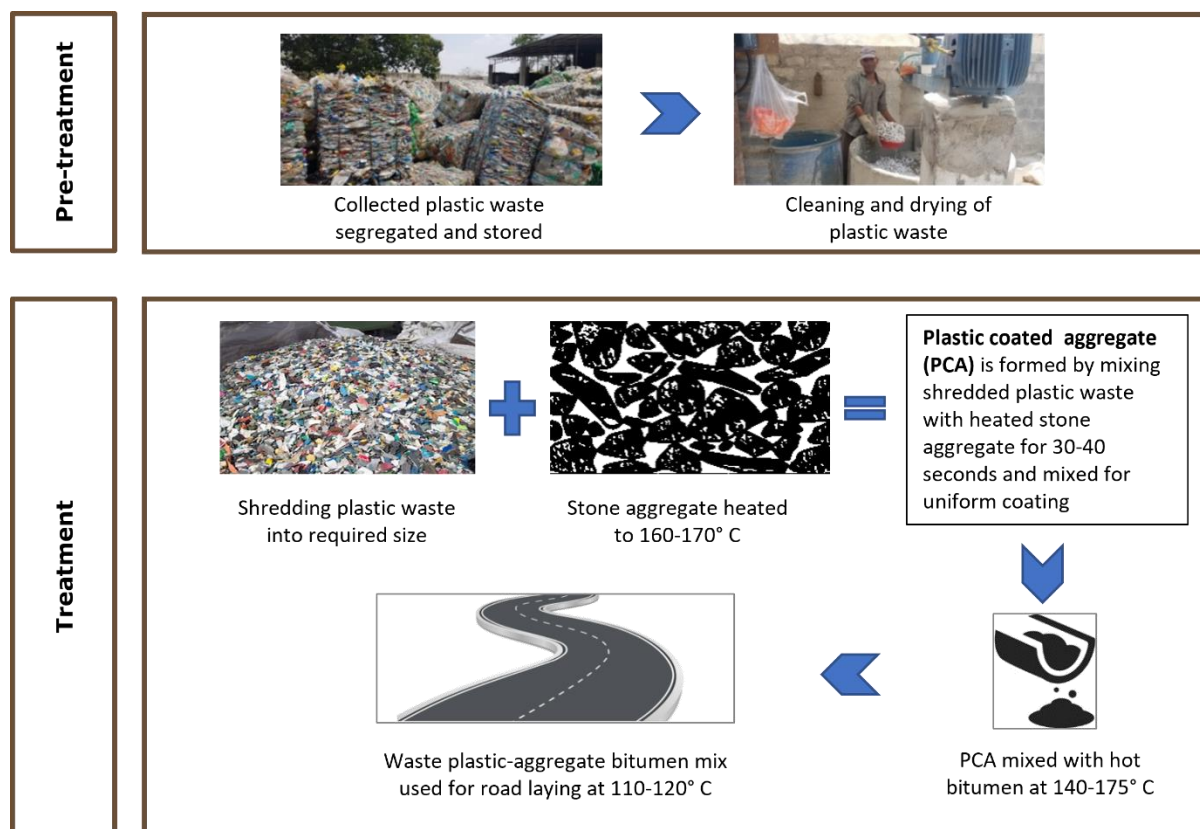 Pre-treatment
Collected plastic waste
segregated and stored
Cleaning and drying of
plastic waste
Treatment
Shredding plastic waste
into required size
Stone aggregate heated
to 160-170° C
Plastic coated aggregate
(PCA) is formed by mixing
shredded plastic waste
with heated stone
aggregate for 30-40
seconds and mixed for
uniform coating
PCA mixed with hot
bitumen at 140-175° C
Waste plastic-aggregate bitumen mix
used for road laying at 110-120° C